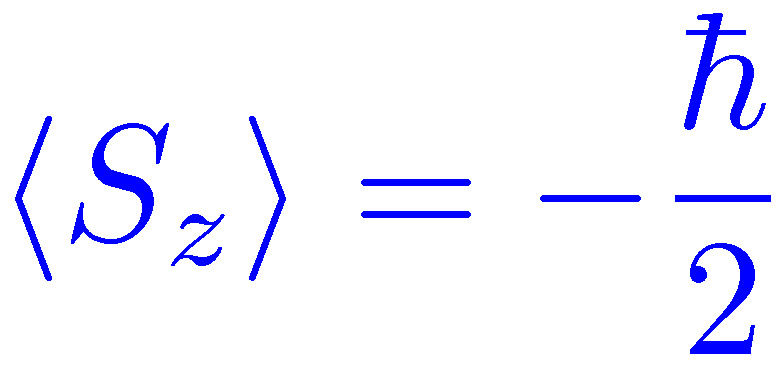 ⟨S_z⟩ = −ℏ/2